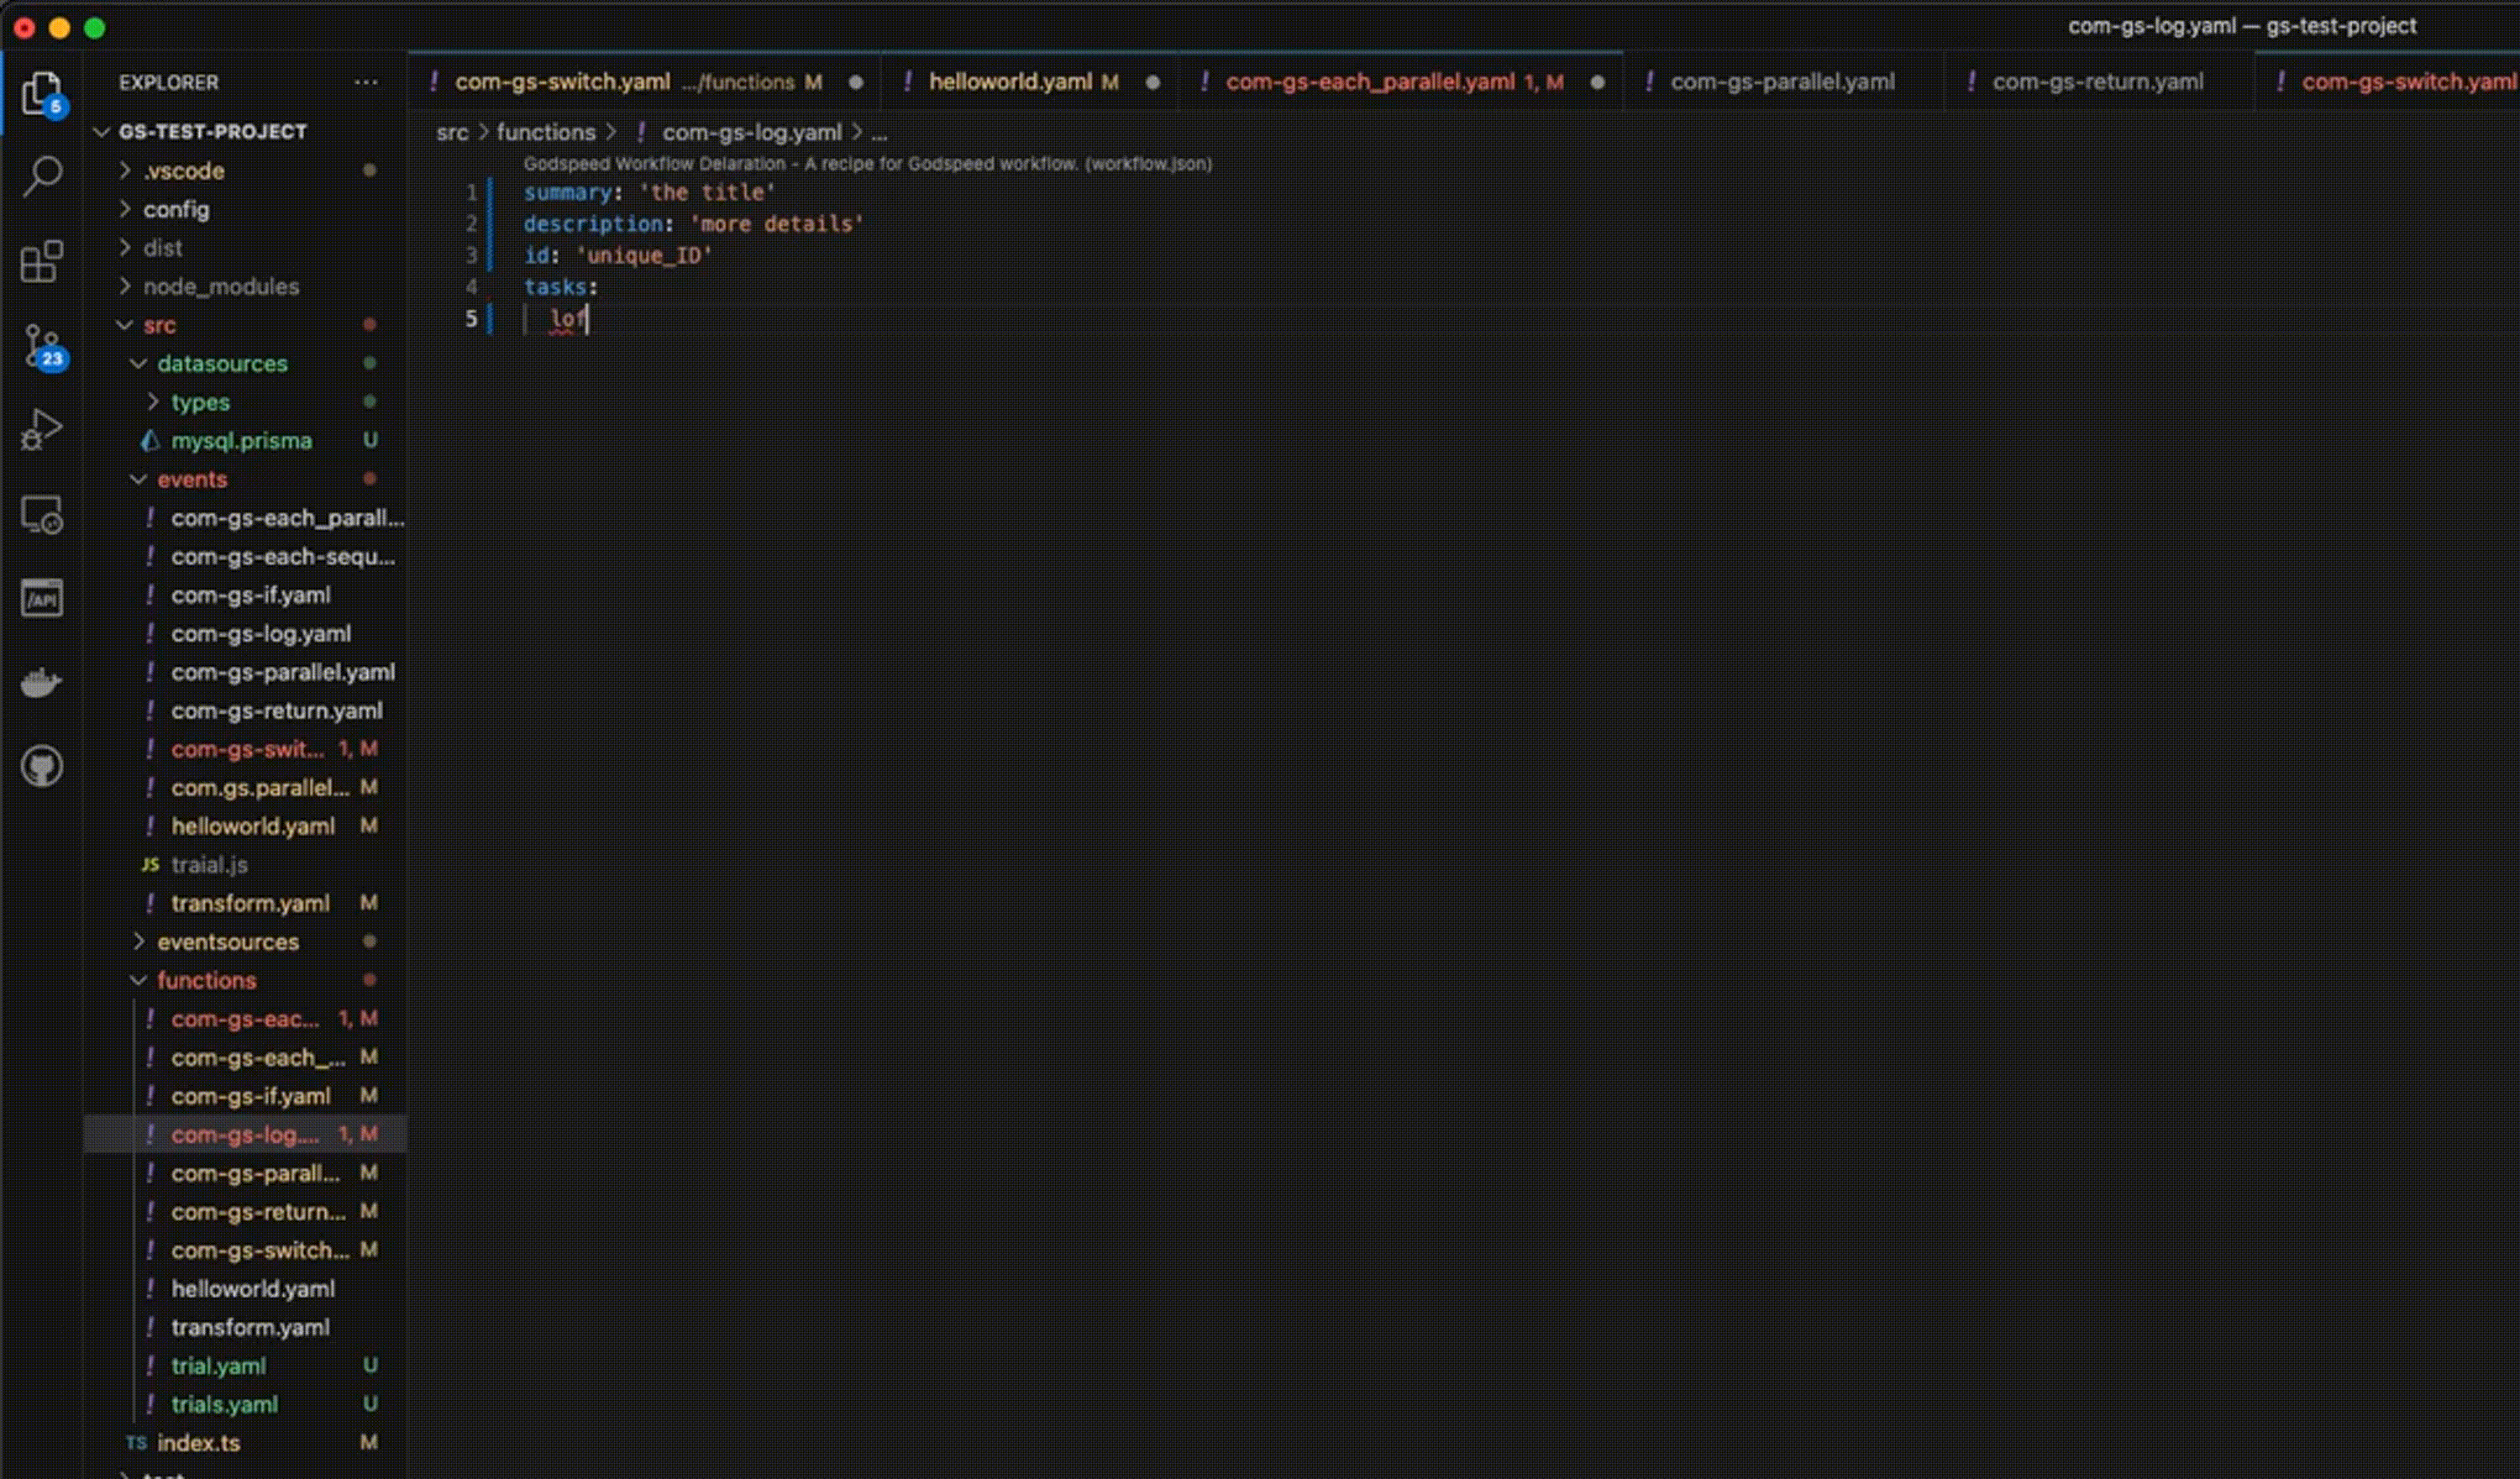 com-gs-log.yaml — gs-test-project
EXPLORER ...
! com-gs-switch.yaml .../functions M
! helloworld.yaml M
! com-gs-each_parallel.yaml 1, M
! com-gs-parallel.yaml
! com-gs-return.yaml
! com-gs-switch.yaml
5
23
/API
GS-TEST-PROJECT
.vscode
config
dist
node_modules
src
datasources
types
mysql.prisma U
events
! com-gs-each_parall...
! com-gs-each-sequ...
! com-gs-if.yaml
! com-gs-log.yaml
! com-gs-parallel.yaml
! com-gs-return.yaml
! com-gs-swit... 1, M
! com.gs.parallel... M
! helloworld.yaml M
JS traial.js
! transform.yaml M
eventsources
functions
! com-gs-eac... 1, M
! com-gs-each_... M
! com-gs-if.yaml M
! com-gs-log.... 1, M
! com-gs-parall... M
! com-gs-return... M
! com-gs-switch... M
! helloworld.yaml
! transform.yaml
! trial.yaml U
! trials.yaml U
TS index.ts M
src > functions > ! com-gs-log.yaml > ...
Godspeed Workflow Delaration - A recipe for Godspeed workflow. (workflow.json)
1 summary: 'the title'
2 description: 'more details'
3 id: 'unique_ID'
4 tasks:
5 lof